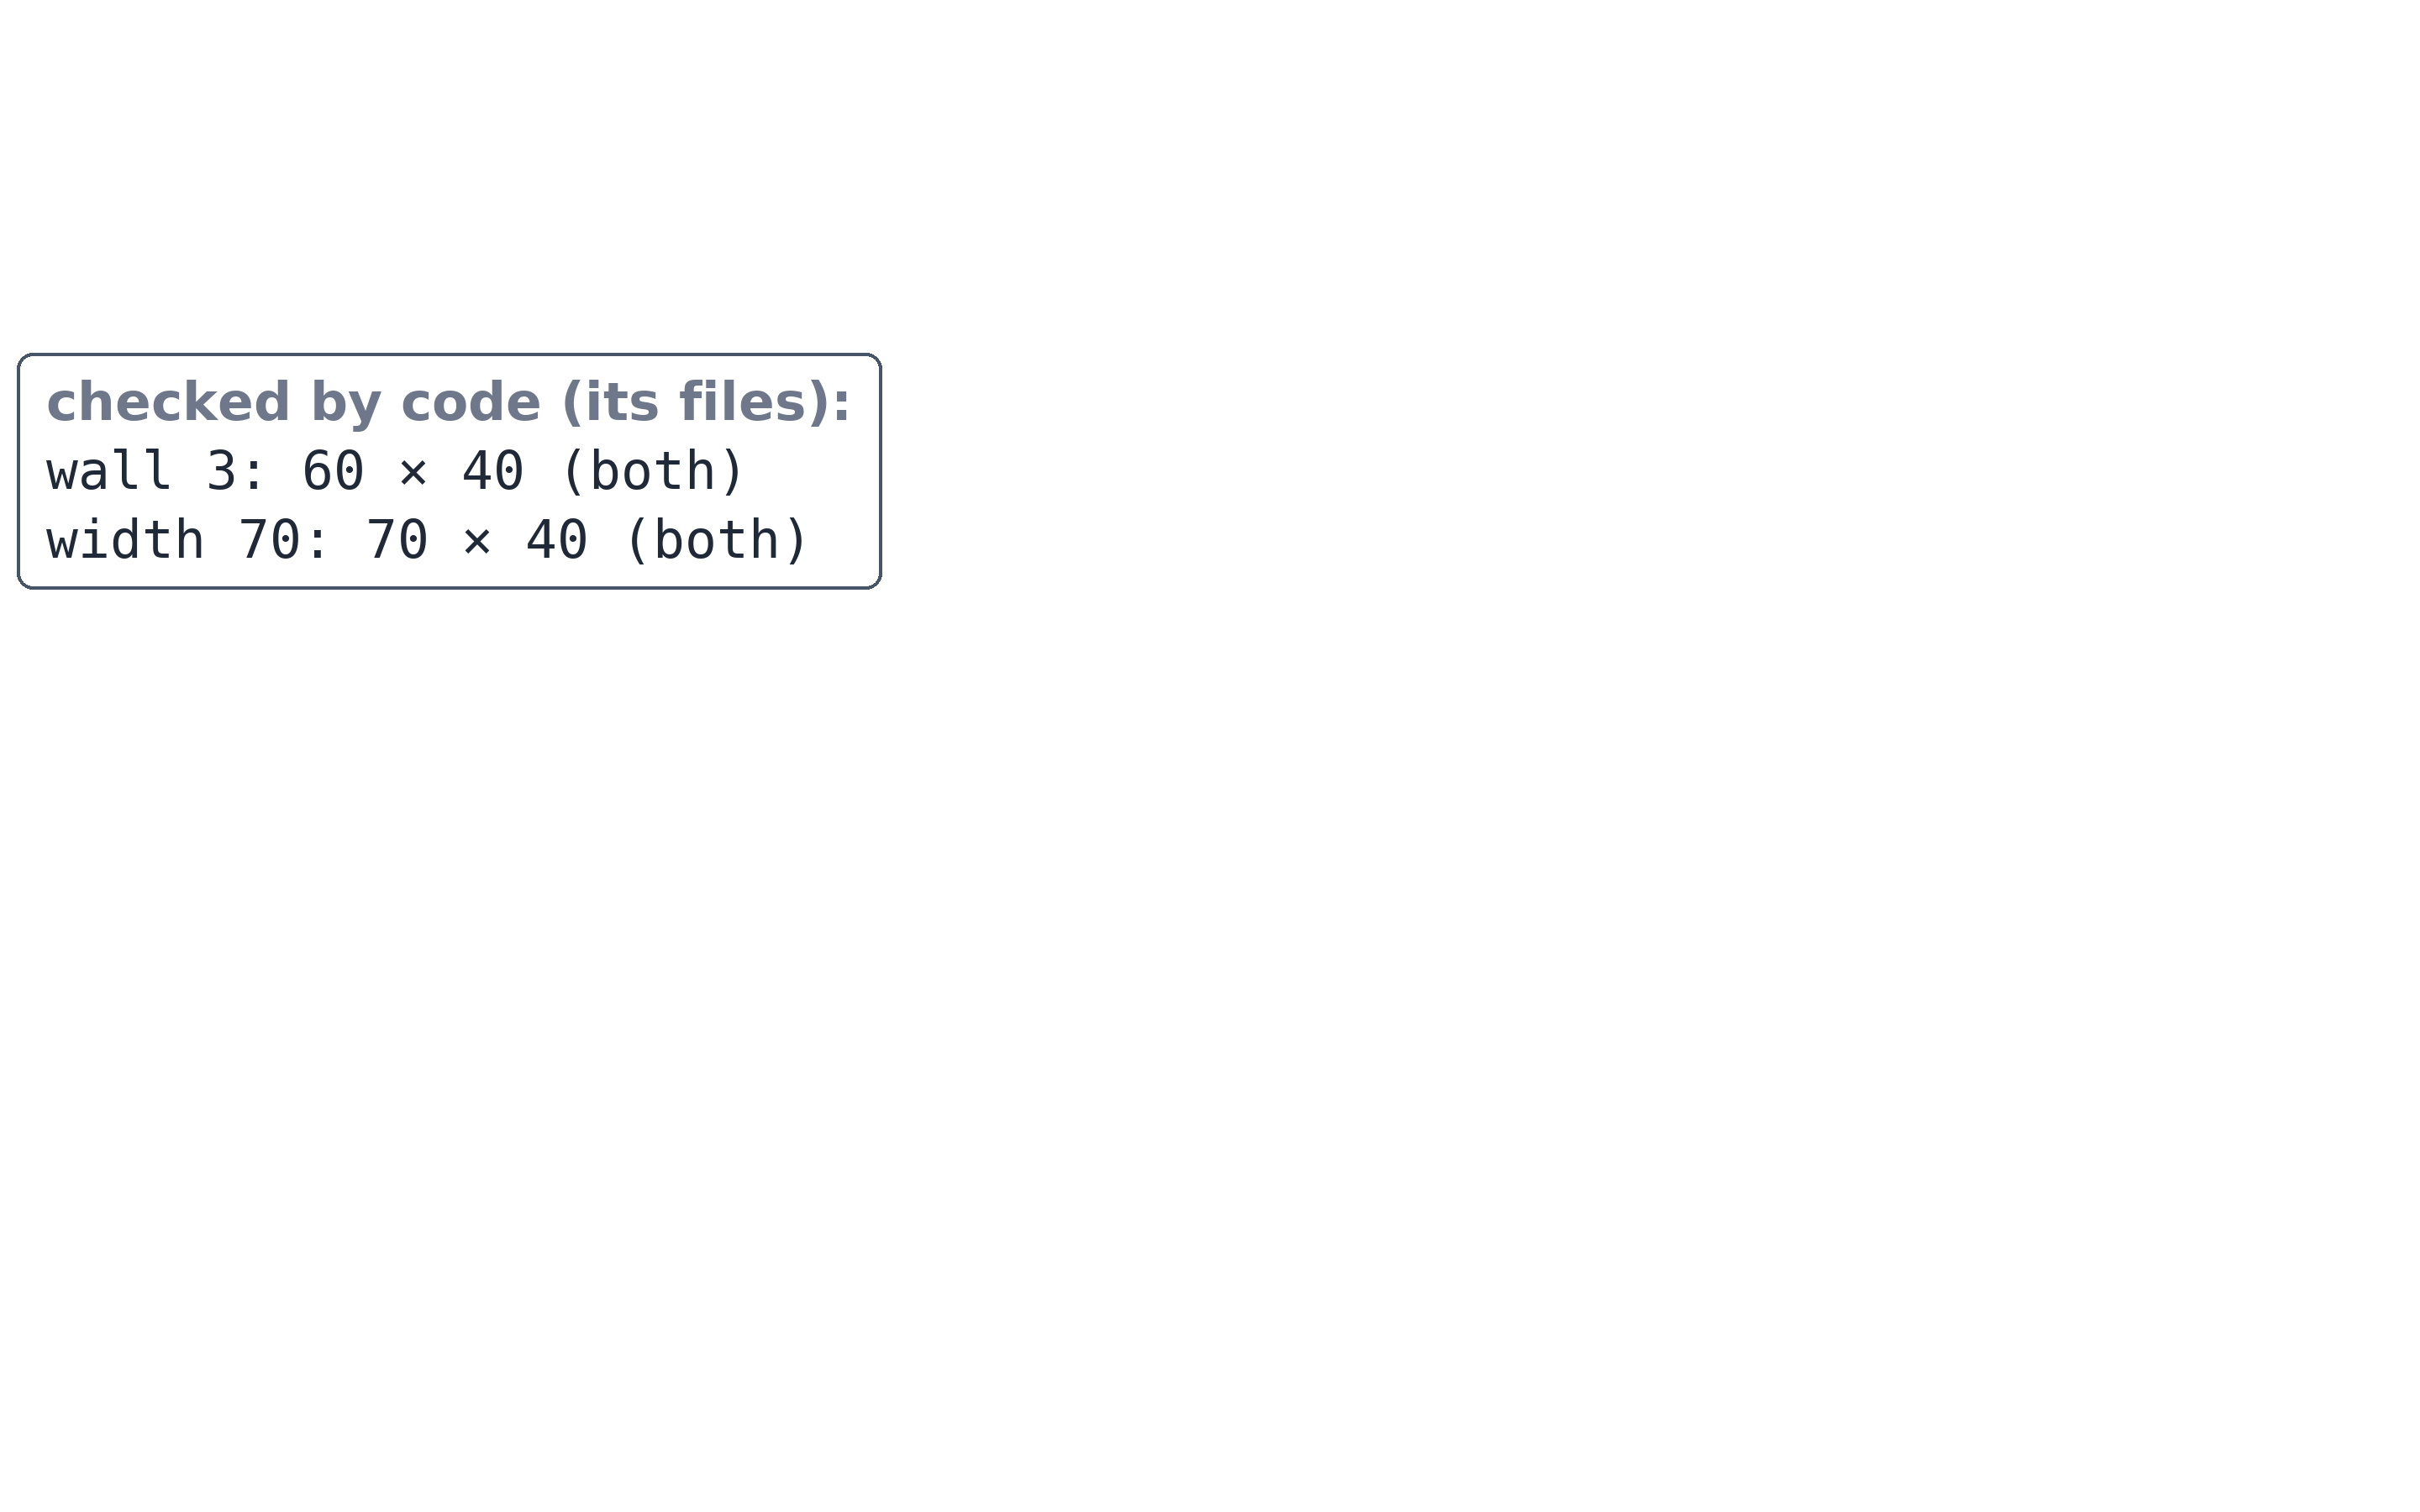 checked by code (its files):
wall 3: 60 × 40 (both)
width 70: 70 × 40 (both)